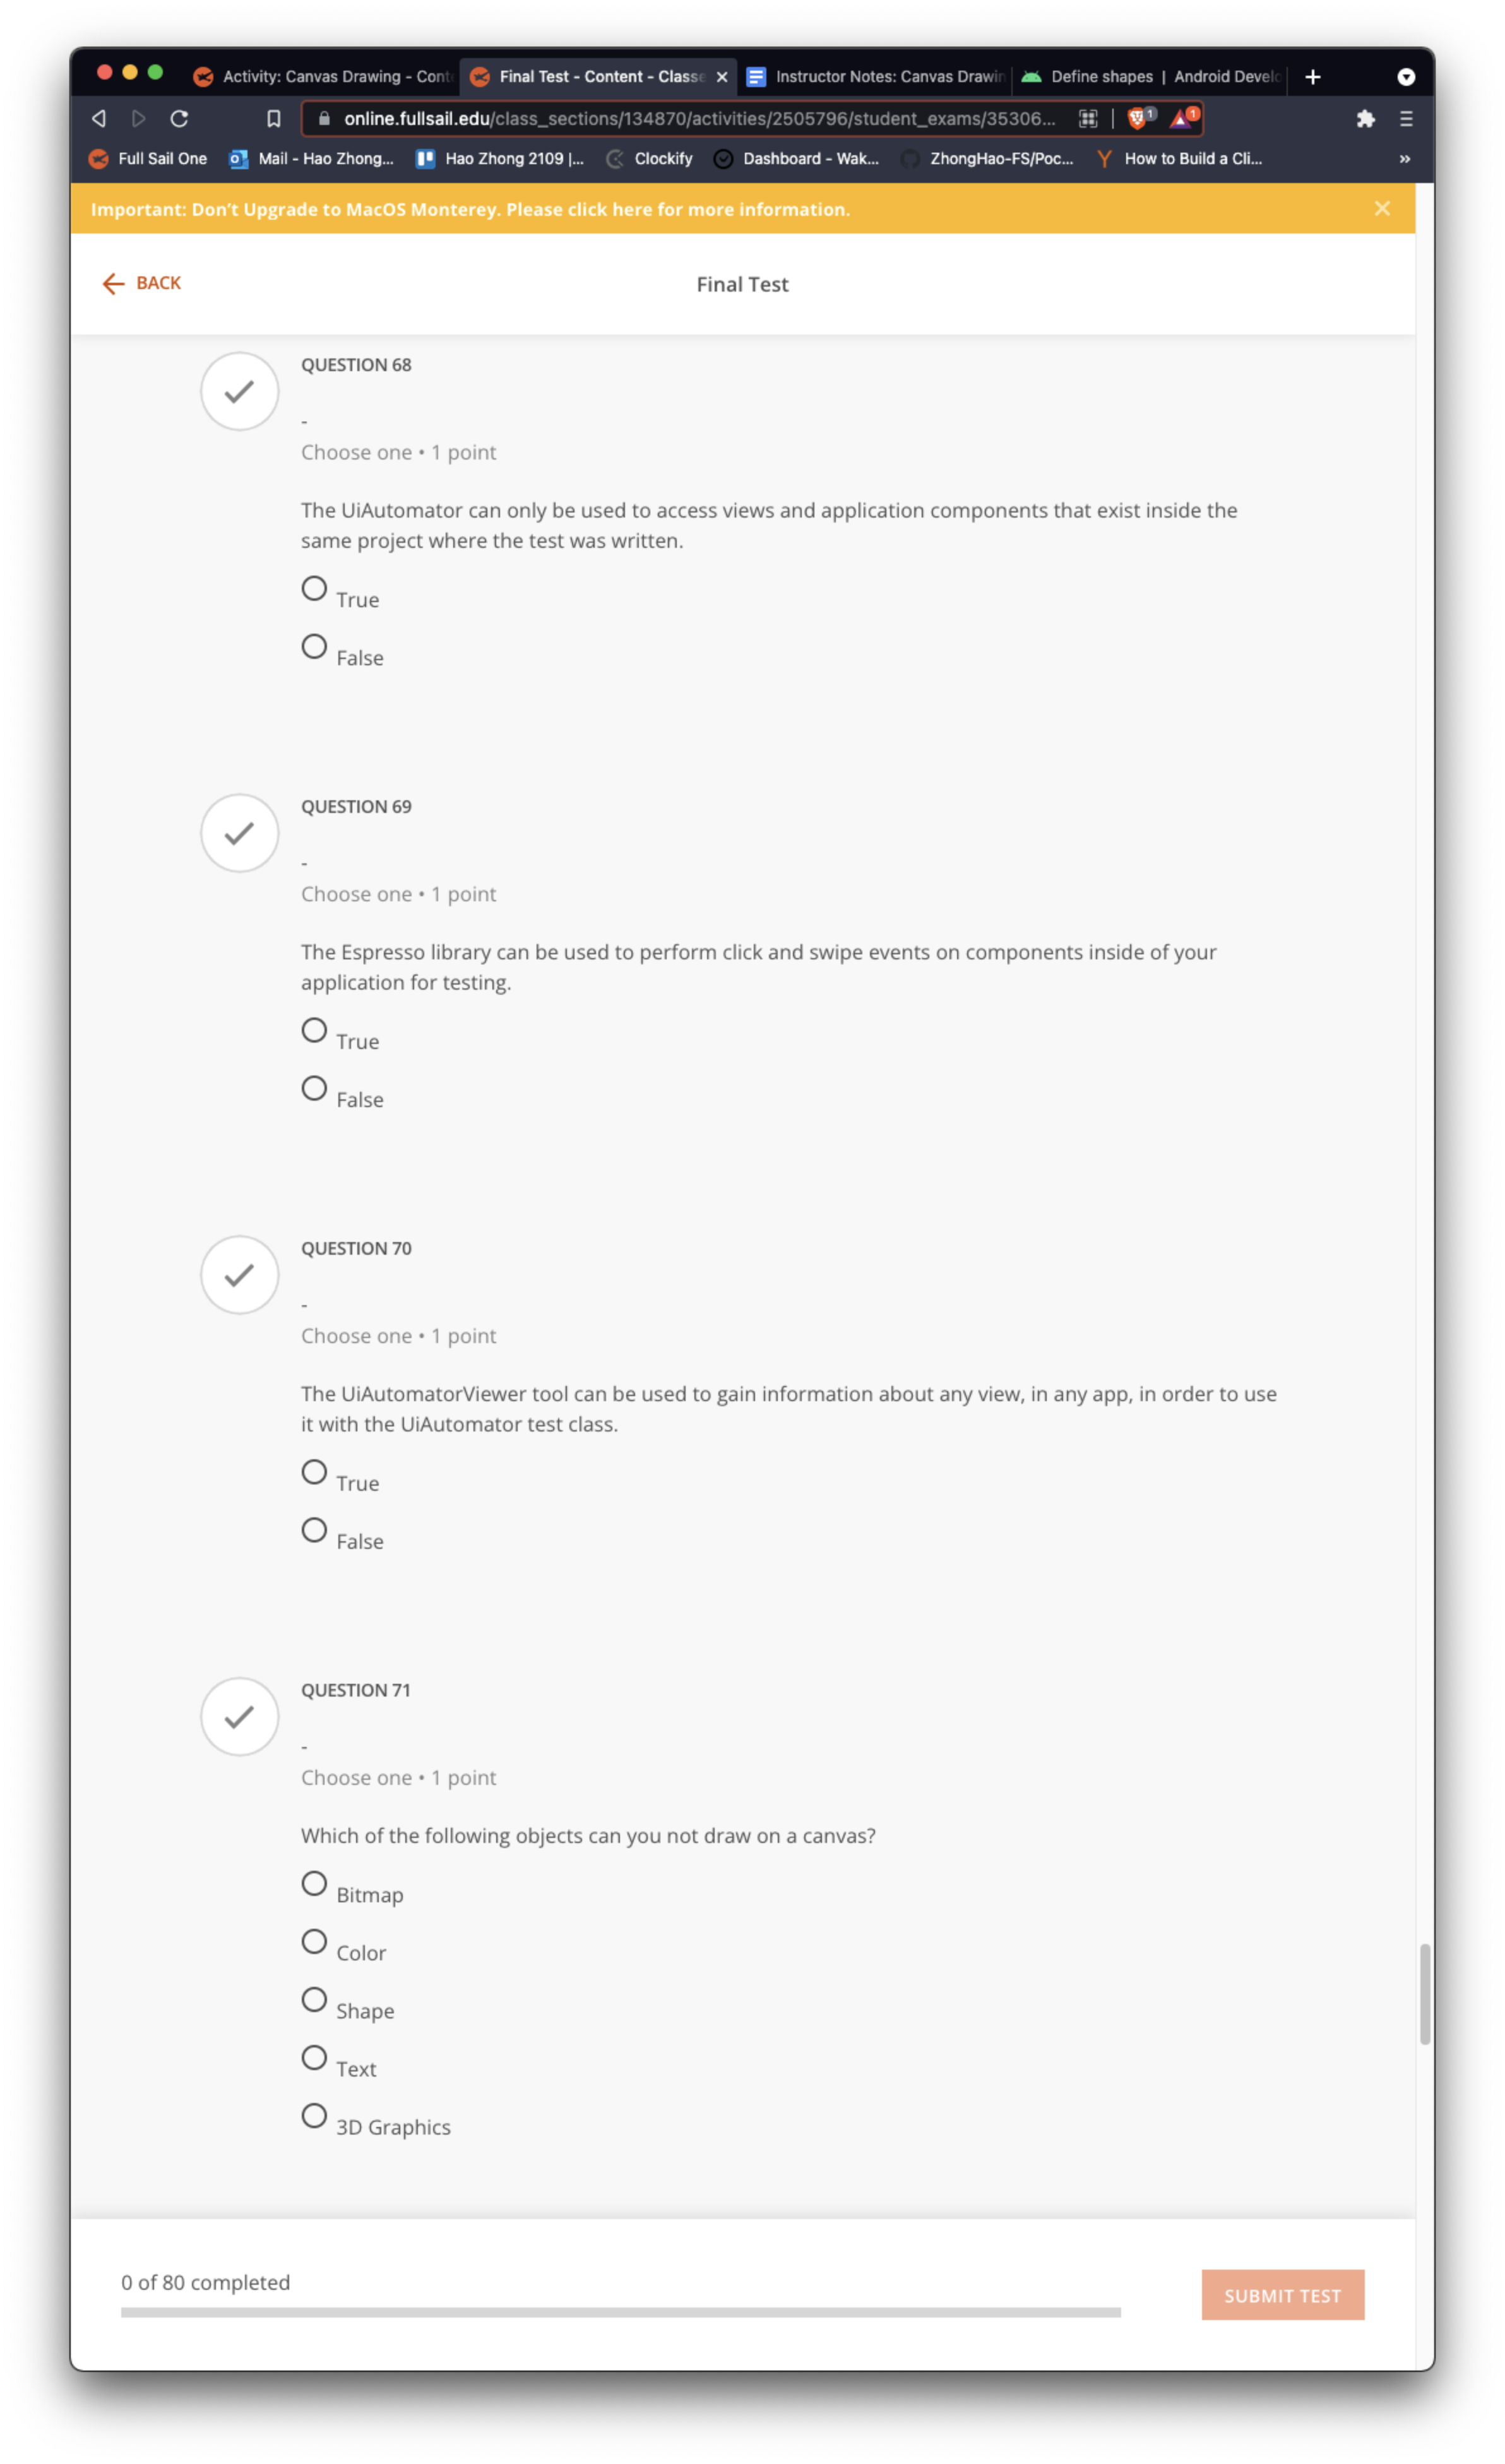 Activity: Canvas Drawing - Conte
Final Test - Content - Classe
Instructor Notes: Canvas Drawin
Define shapes | Android Develo
online.fullsail.edu/class_sections/134870/activities/2505796/student_exams/35306...
1
1
Full Sail One
Mail - Hao Zhong...
Hao Zhong 2109 |...
Clockify
Dashboard - Wak...
ZhongHao-FS/Poc...
How to Build a Cli...
»
Important: Don't Upgrade to MacOS Monterey. Please click here for more information.
BACK
Final Test
QUESTION 68
-
Choose one • 1 point
The UiAutomator can only be used to access views and application components that exist inside the
same project where the test was written.
True
False
QUESTION 69
-
Choose one • 1 point
The Espresso library can be used to perform click and swipe events on components inside of your
application for testing.
True
False
QUESTION 70
-
Choose one • 1 point
The UiAutomatorViewer tool can be used to gain information about any view, in any app, in order to use
it with the UiAutomator test class.
True
False
QUESTION 71
-
Choose one • 1 point
Which of the following objects can you not draw on a canvas?
Bitmap
Color
Shape
Text
3D Graphics
0 of 80 completed
SUBMIT TEST